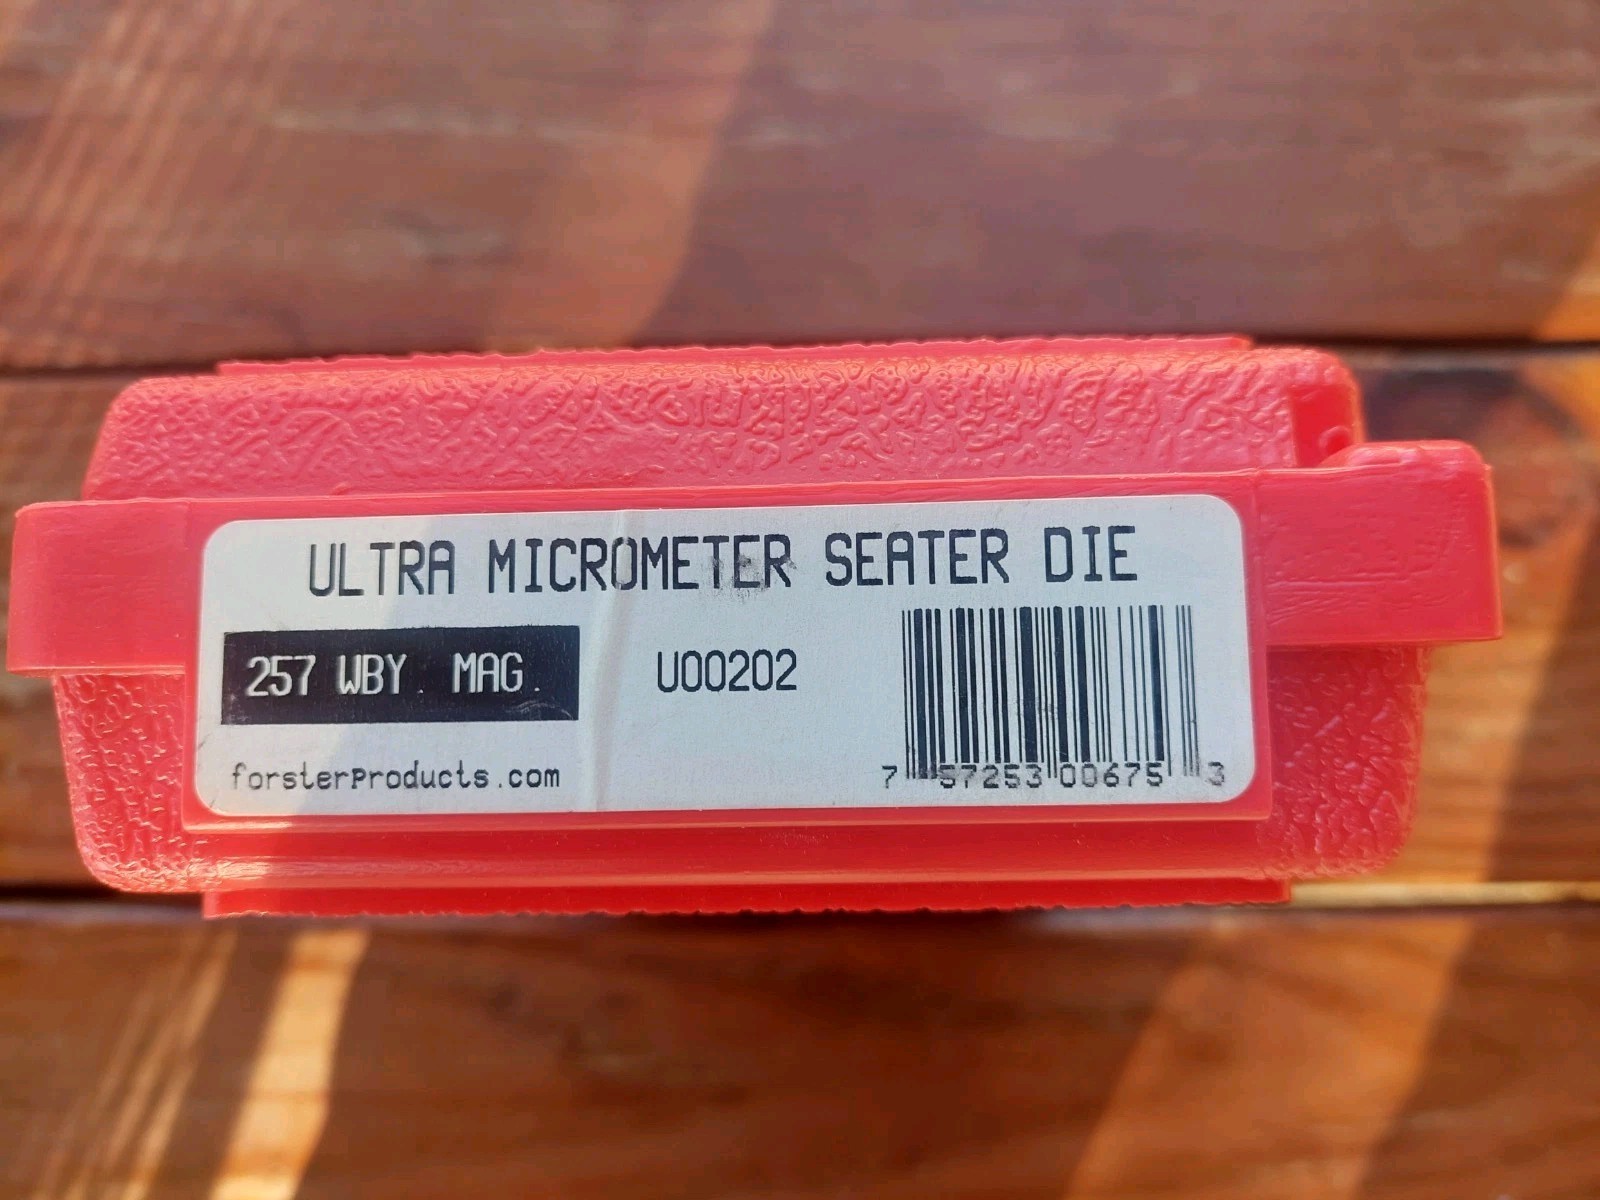 ULTRA MICROMETER SEATER DIE
257 WBY. MAG.
U00202
forsterproducts.com
7 57253 00675 3